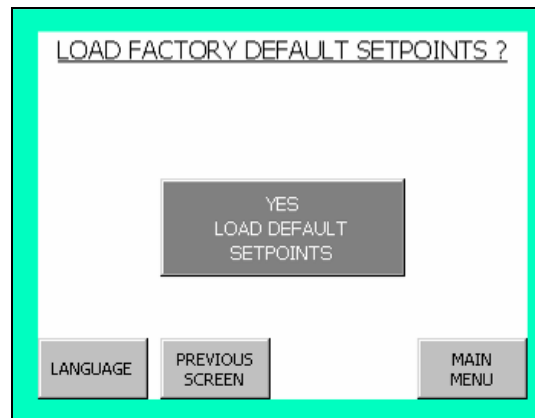 LOAD FACTORY DEFAULT SETPOINTS ?
YES
LOAD DEFAULT
SETPOINTS
LANGUAGE
PREVIOUS
SCREEN
MAIN
MENU